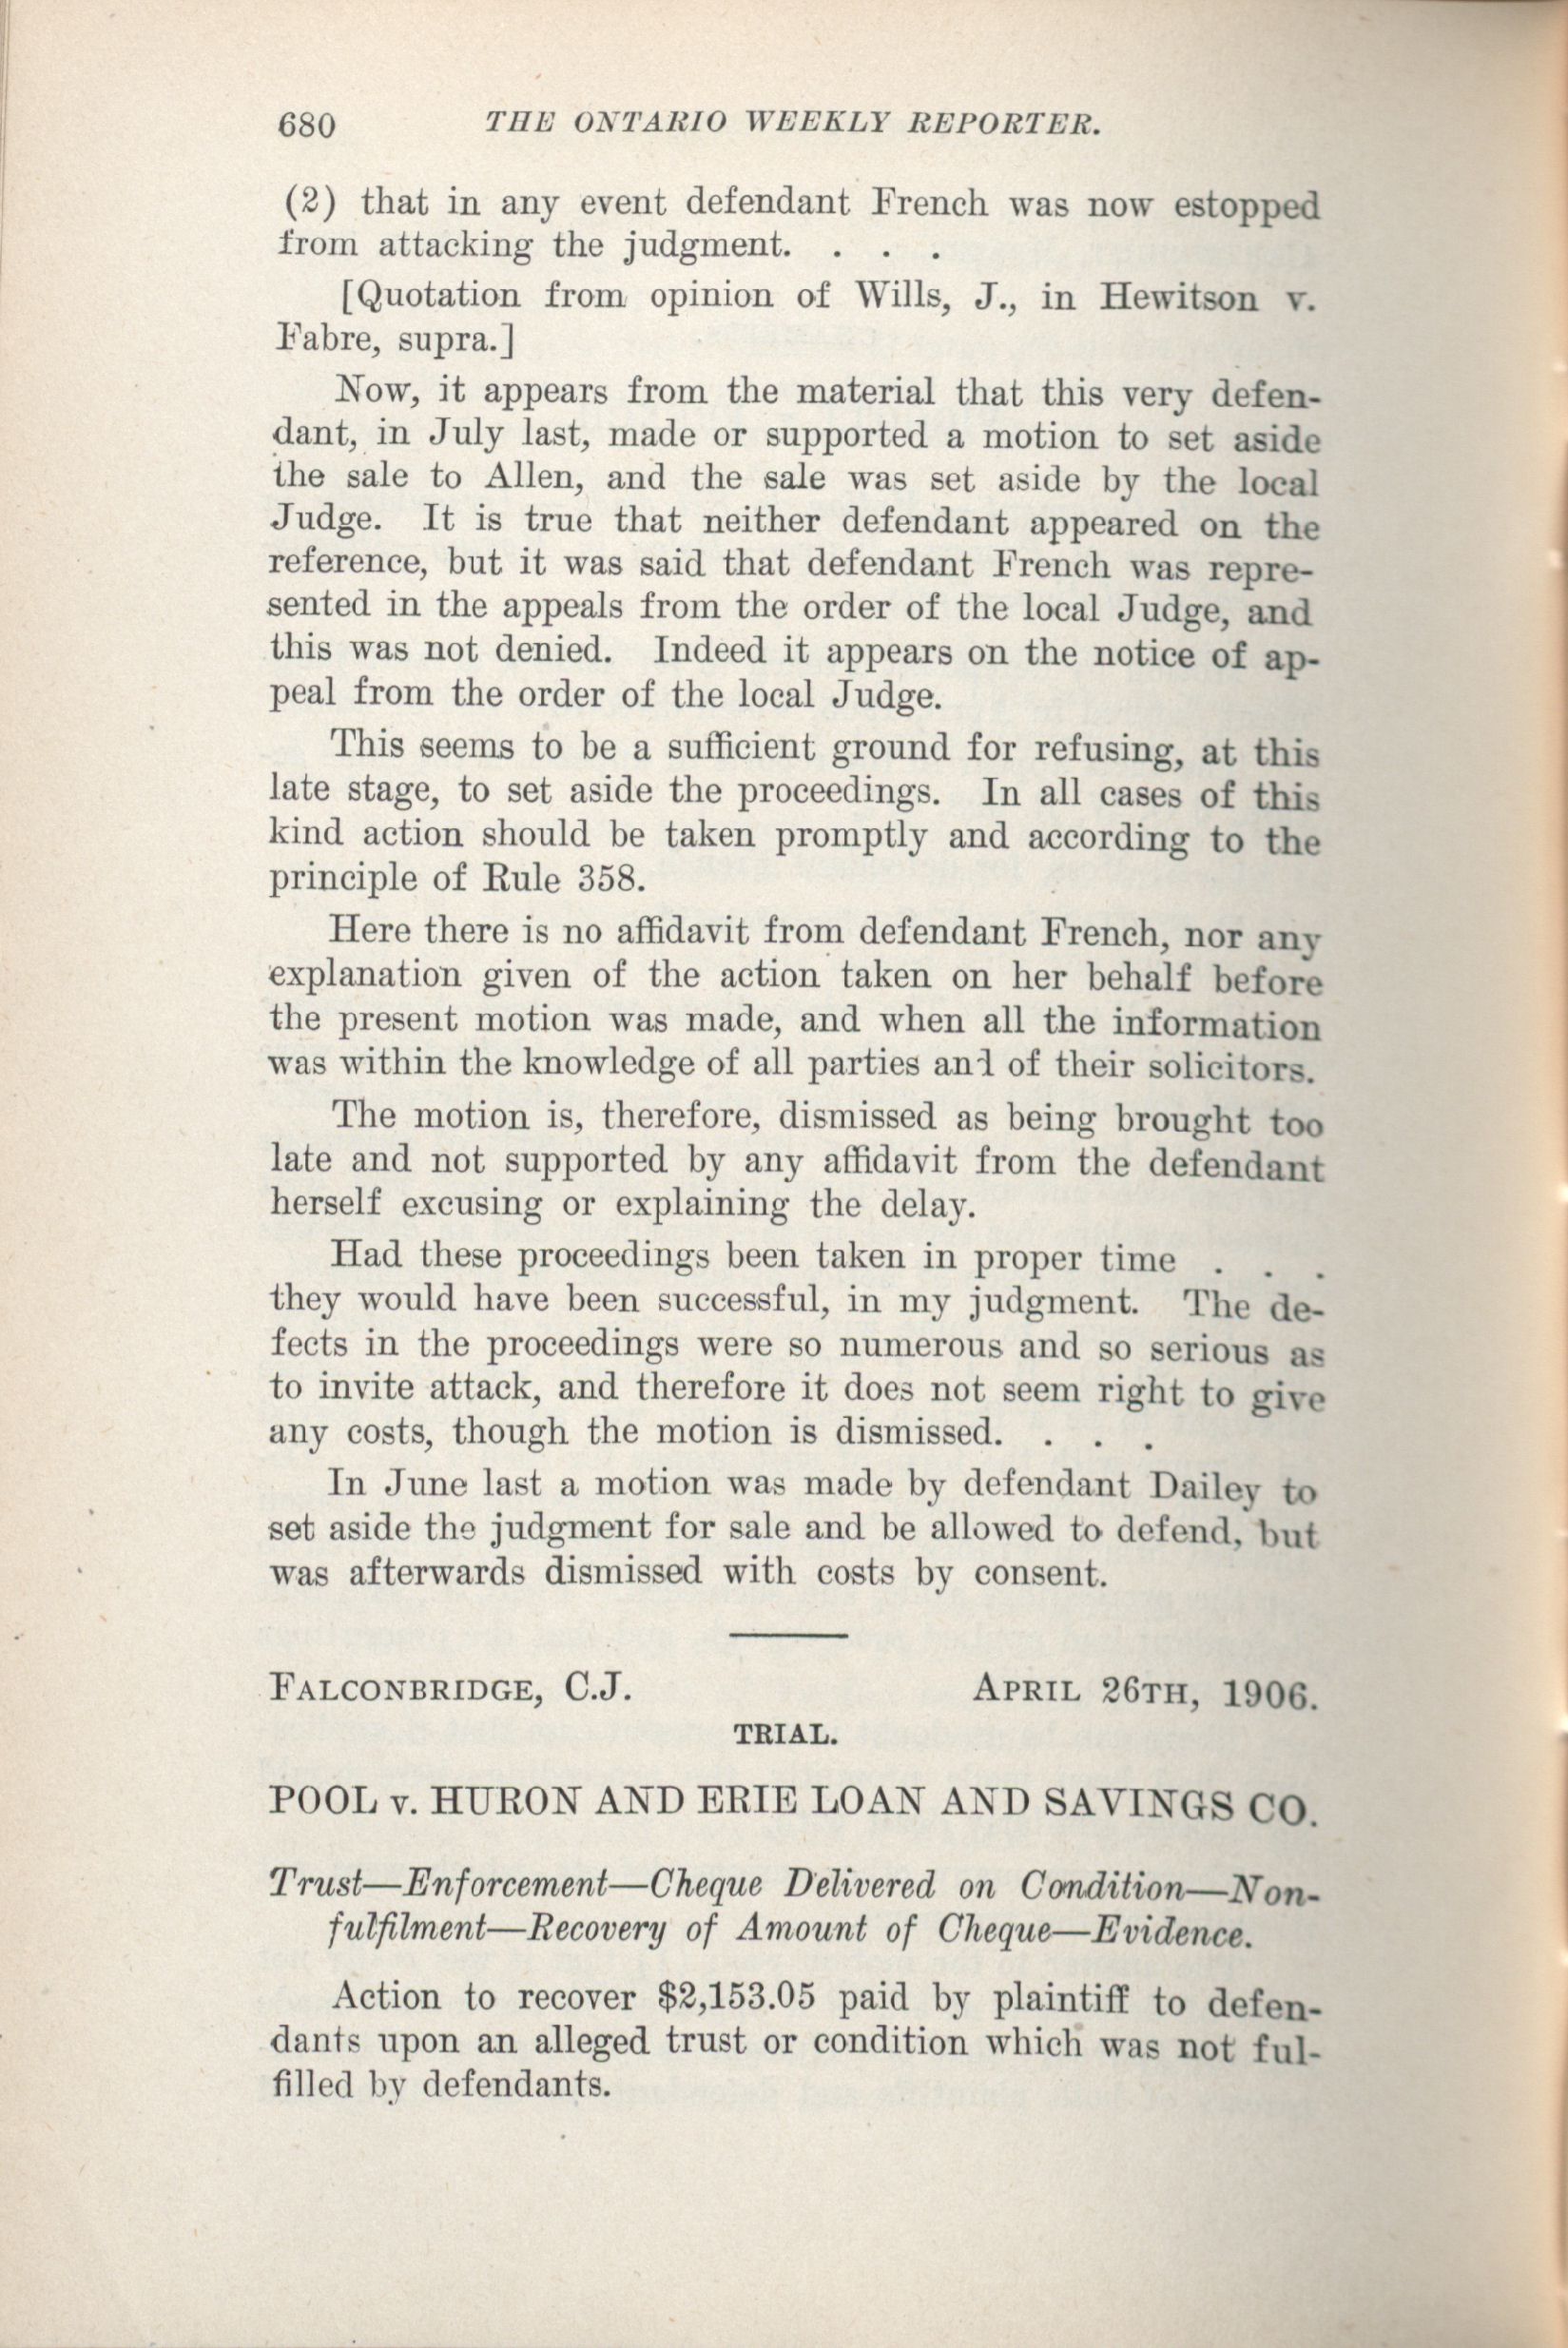 680 THE ONTARIO WEEKLY REPORTER.
(2) that in any event defendant French was now estopped
from attacking the judgment. . . .
[Quotation from opinion of Wills, J., in Hewitson v.
Fabre, supra.]
Now, it appears from the material that this very defen-
dant, in July last, made or supported a motion to set aside
the sale to Allen, and the sale was set aside by the local
Judge. It is true that neither defendant appeared on the
reference, but it was said that defendant French was repre-
sented in the appeals from the order of the local Judge, and
this was not denied. Indeed it appears on the notice of ap-
peal from the order of the local Judge.
This seems to be a sufficient ground for refusing, at this
late stage, to set aside the proceedings. In all cases of this
kind action should be taken promptly and according to the
principle of Rule 358.
Here there is no affidavit from defendant French, nor any
explanation given of the action taken on her behalf before
the present motion was made, and when all the information
was within the knowledge of all parties and of their solicitors.
The motion is, therefore, dismissed as being brought too
late and not supported by any affidavit from the defendant
herself excusing or explaining the delay.
Had these proceedings been taken in proper time . . .
they would have been successful, in my judgment. The de-
fects in the proceedings were so numerous and so serious as
to invite attack, and therefore it does not seem right to give
any costs, though the motion is dismissed. . . .
In June last a motion was made by defendant Dailey to
set aside the judgment for sale and be allowed to defend, but
was afterwards dismissed with costs by consent.
FALCONBRIDGE, C.J. APRIL 26TH, 1906.
TRIAL.
POOL v. HURON AND ERIE LOAN AND SAVINGS CO.
Trust—Enforcement—Cheque Delivered on Condition—Non-
fulfilment—Recovery of Amount of Cheque—Evidence.
Action to recover $2,153.05 paid by plaintiff to defen-
dants upon an alleged trust or condition which was not ful-
filled by defendants.